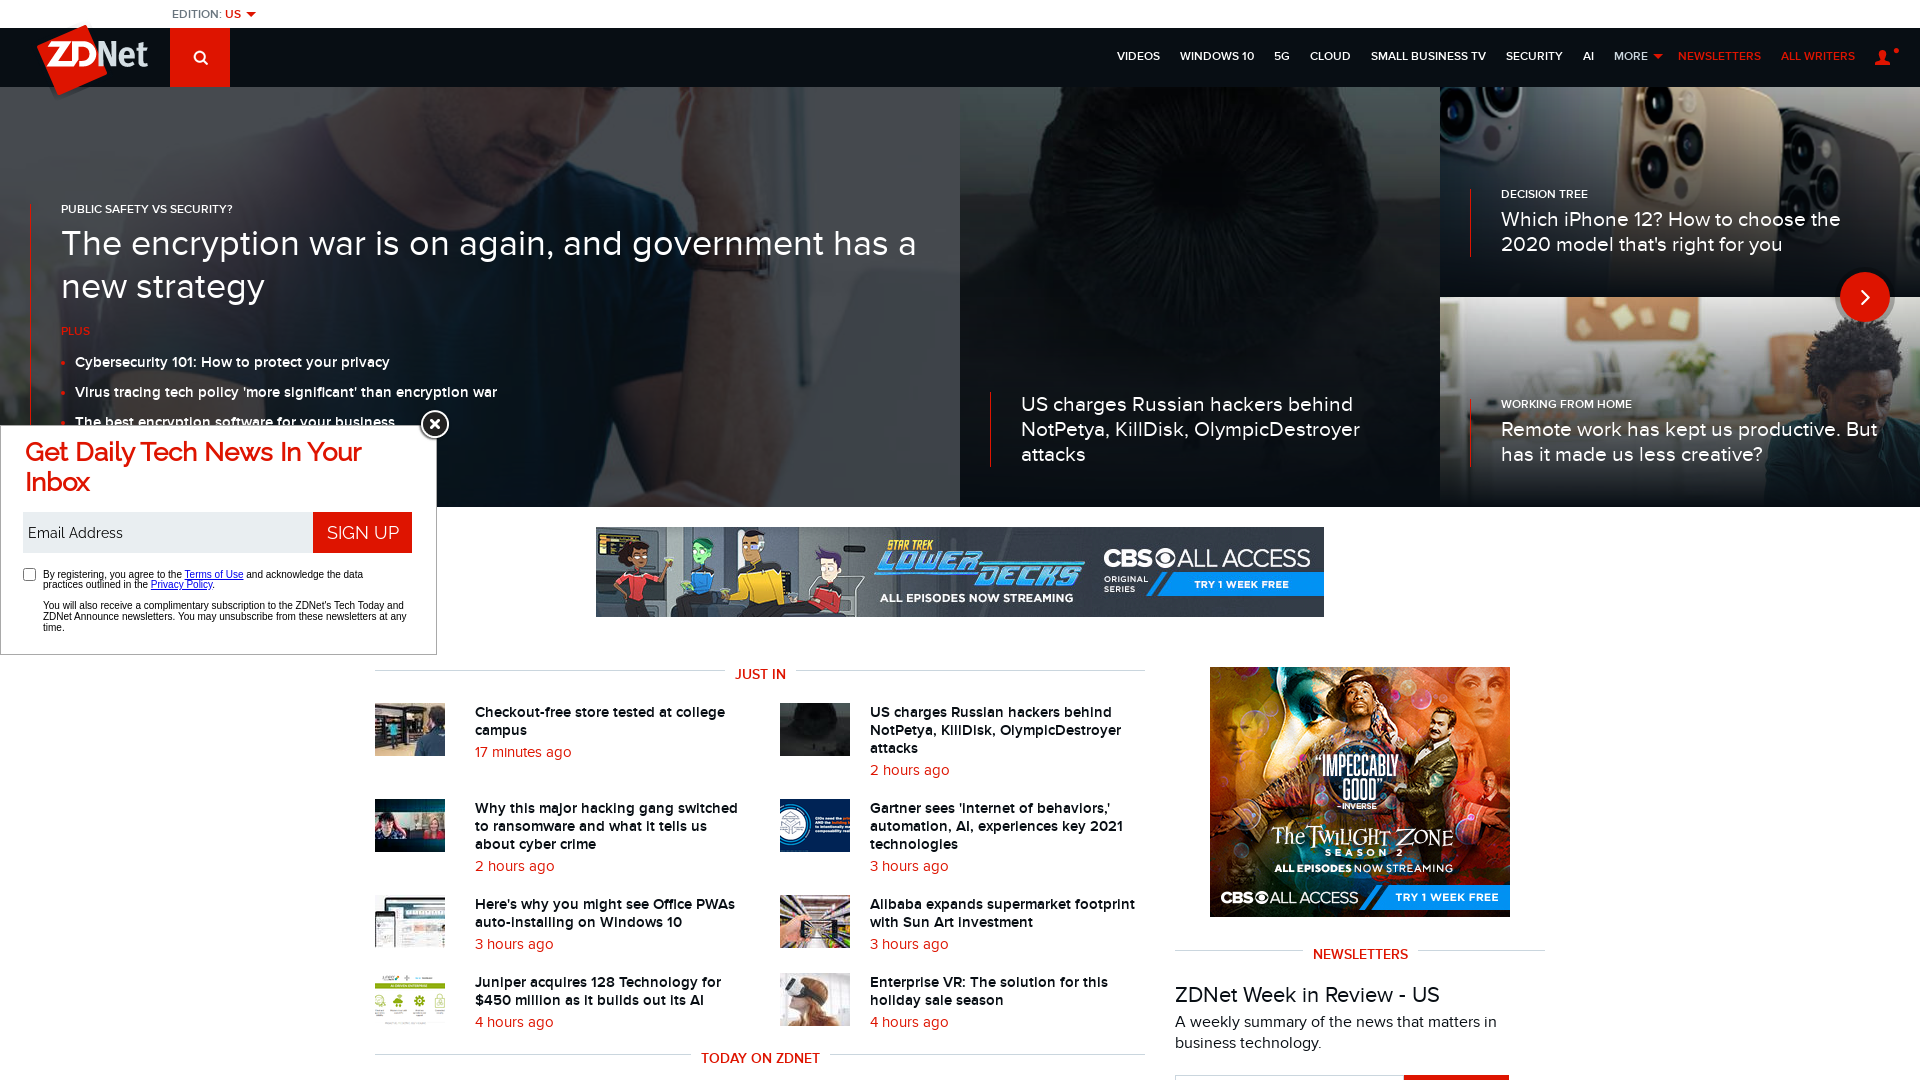 EDITION: US
ZDNet
VIDEOS WINDOWS 10 5G CLOUD SMALL BUSINESS TV SECURITY AI MORE NEWSLETTERS ALL WRITERS
PUBLIC SAFETY VS SECURITY?
The encryption war is on again, and government has a
new strategy
PLUS
Cybersecurity 101: How to protect your privacy
Virus tracing tech policy 'more significant' than encryption war
The best encryption software for your business
US charges Russian hackers behind
NotPetya, KillDisk, OlympicDestroyer
attacks
DECISION TREE
Which iPhone 12? How to choose the
2020 model that's right for you
WORKING FROM HOME
Remote work has kept us productive. But
has it made us less creative?
Get Daily Tech News In Your
Inbox
Email Address
SIGN UP
By registering, you agree to the Terms of Use and acknowledge the data
practices outlined in the Privacy Policy.
You will also receive a complimentary subscription to the ZDNet's Tech Today and
ZDNet Announce newsletters. You may unsubscribe from these newsletters at any
time.
STAR TREK
LOWER DECKS
ALL EPISODES NOW STREAMING
CBS ALL ACCESS
ORIGINAL
SERIES
TRY 1 WEEK FREE
JUST IN
Checkout-free store tested at college
campus
17 minutes ago
US charges Russian hackers behind
NotPetya, KillDisk, OlympicDestroyer
attacks
2 hours ago
Why this major hacking gang switched
to ransomware and what it tells us
about cyber crime
2 hours ago
Gartner sees 'internet of behaviors,'
automation, AI, experiences key 2021
technologies
3 hours ago
Here's why you might see Office PWAs
auto-installing on Windows 10
3 hours ago
Alibaba expands supermarket footprint
with Sun Art investment
3 hours ago
Juniper acquires 128 Technology for
$450 million as it builds out its AI
4 hours ago
Enterprise VR: The solution for this
holiday sale season
4 hours ago
TODAY ON ZDNET
"IMPECCABLY
GOOD"
-INVERSE
The Twilight Zone
SEASON 2
ALL EPISODES NOW STREAMING
CBS ALL ACCESS
TRY 1 WEEK FREE
NEWSLETTERS
ZDNet Week in Review - US
A weekly summary of the news that matters in
business technology.